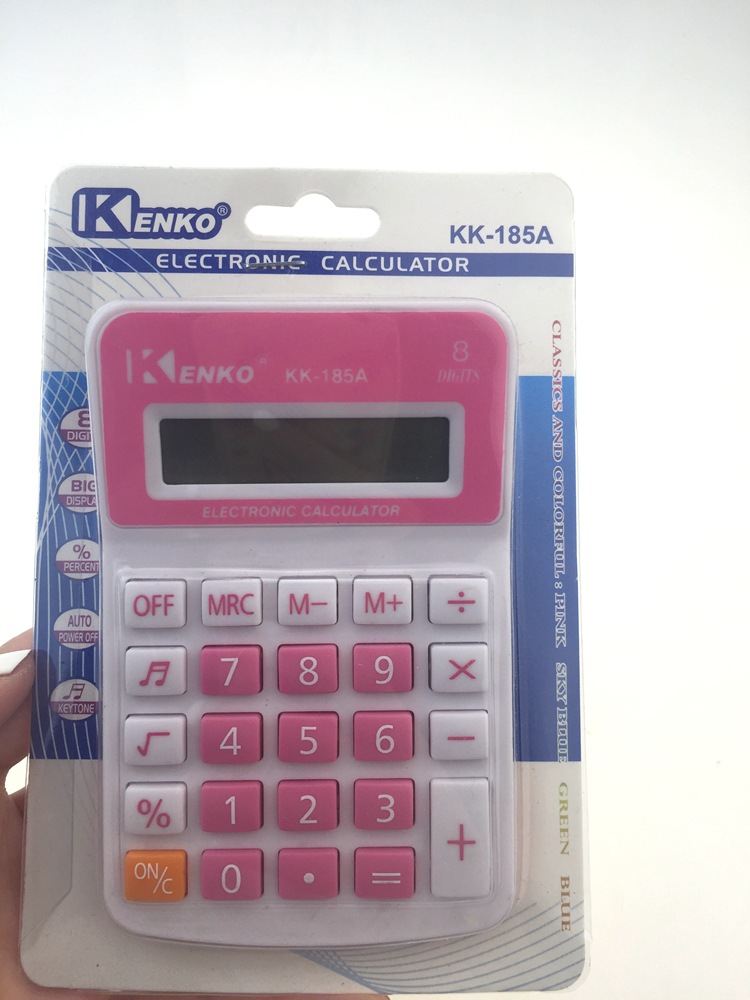 KENKO®
KK-185A
ELECTRONIC CALCULATOR
KENKO KK-185A
8
DIGITS
ELECTRONIC CALCULATOR
8
DIGIT
BIG
DISPLA
%
PERCENT
AUTO
POWER OFF
KEYTONE
OFF MRC M− M+ ÷
7 8 9 ×
√ 4 5 6 −
% 1 2 3 +
ON/C 0 . =
CLASSICS AND COLORFUL : PINK SKY BLUE GREEN BLUE